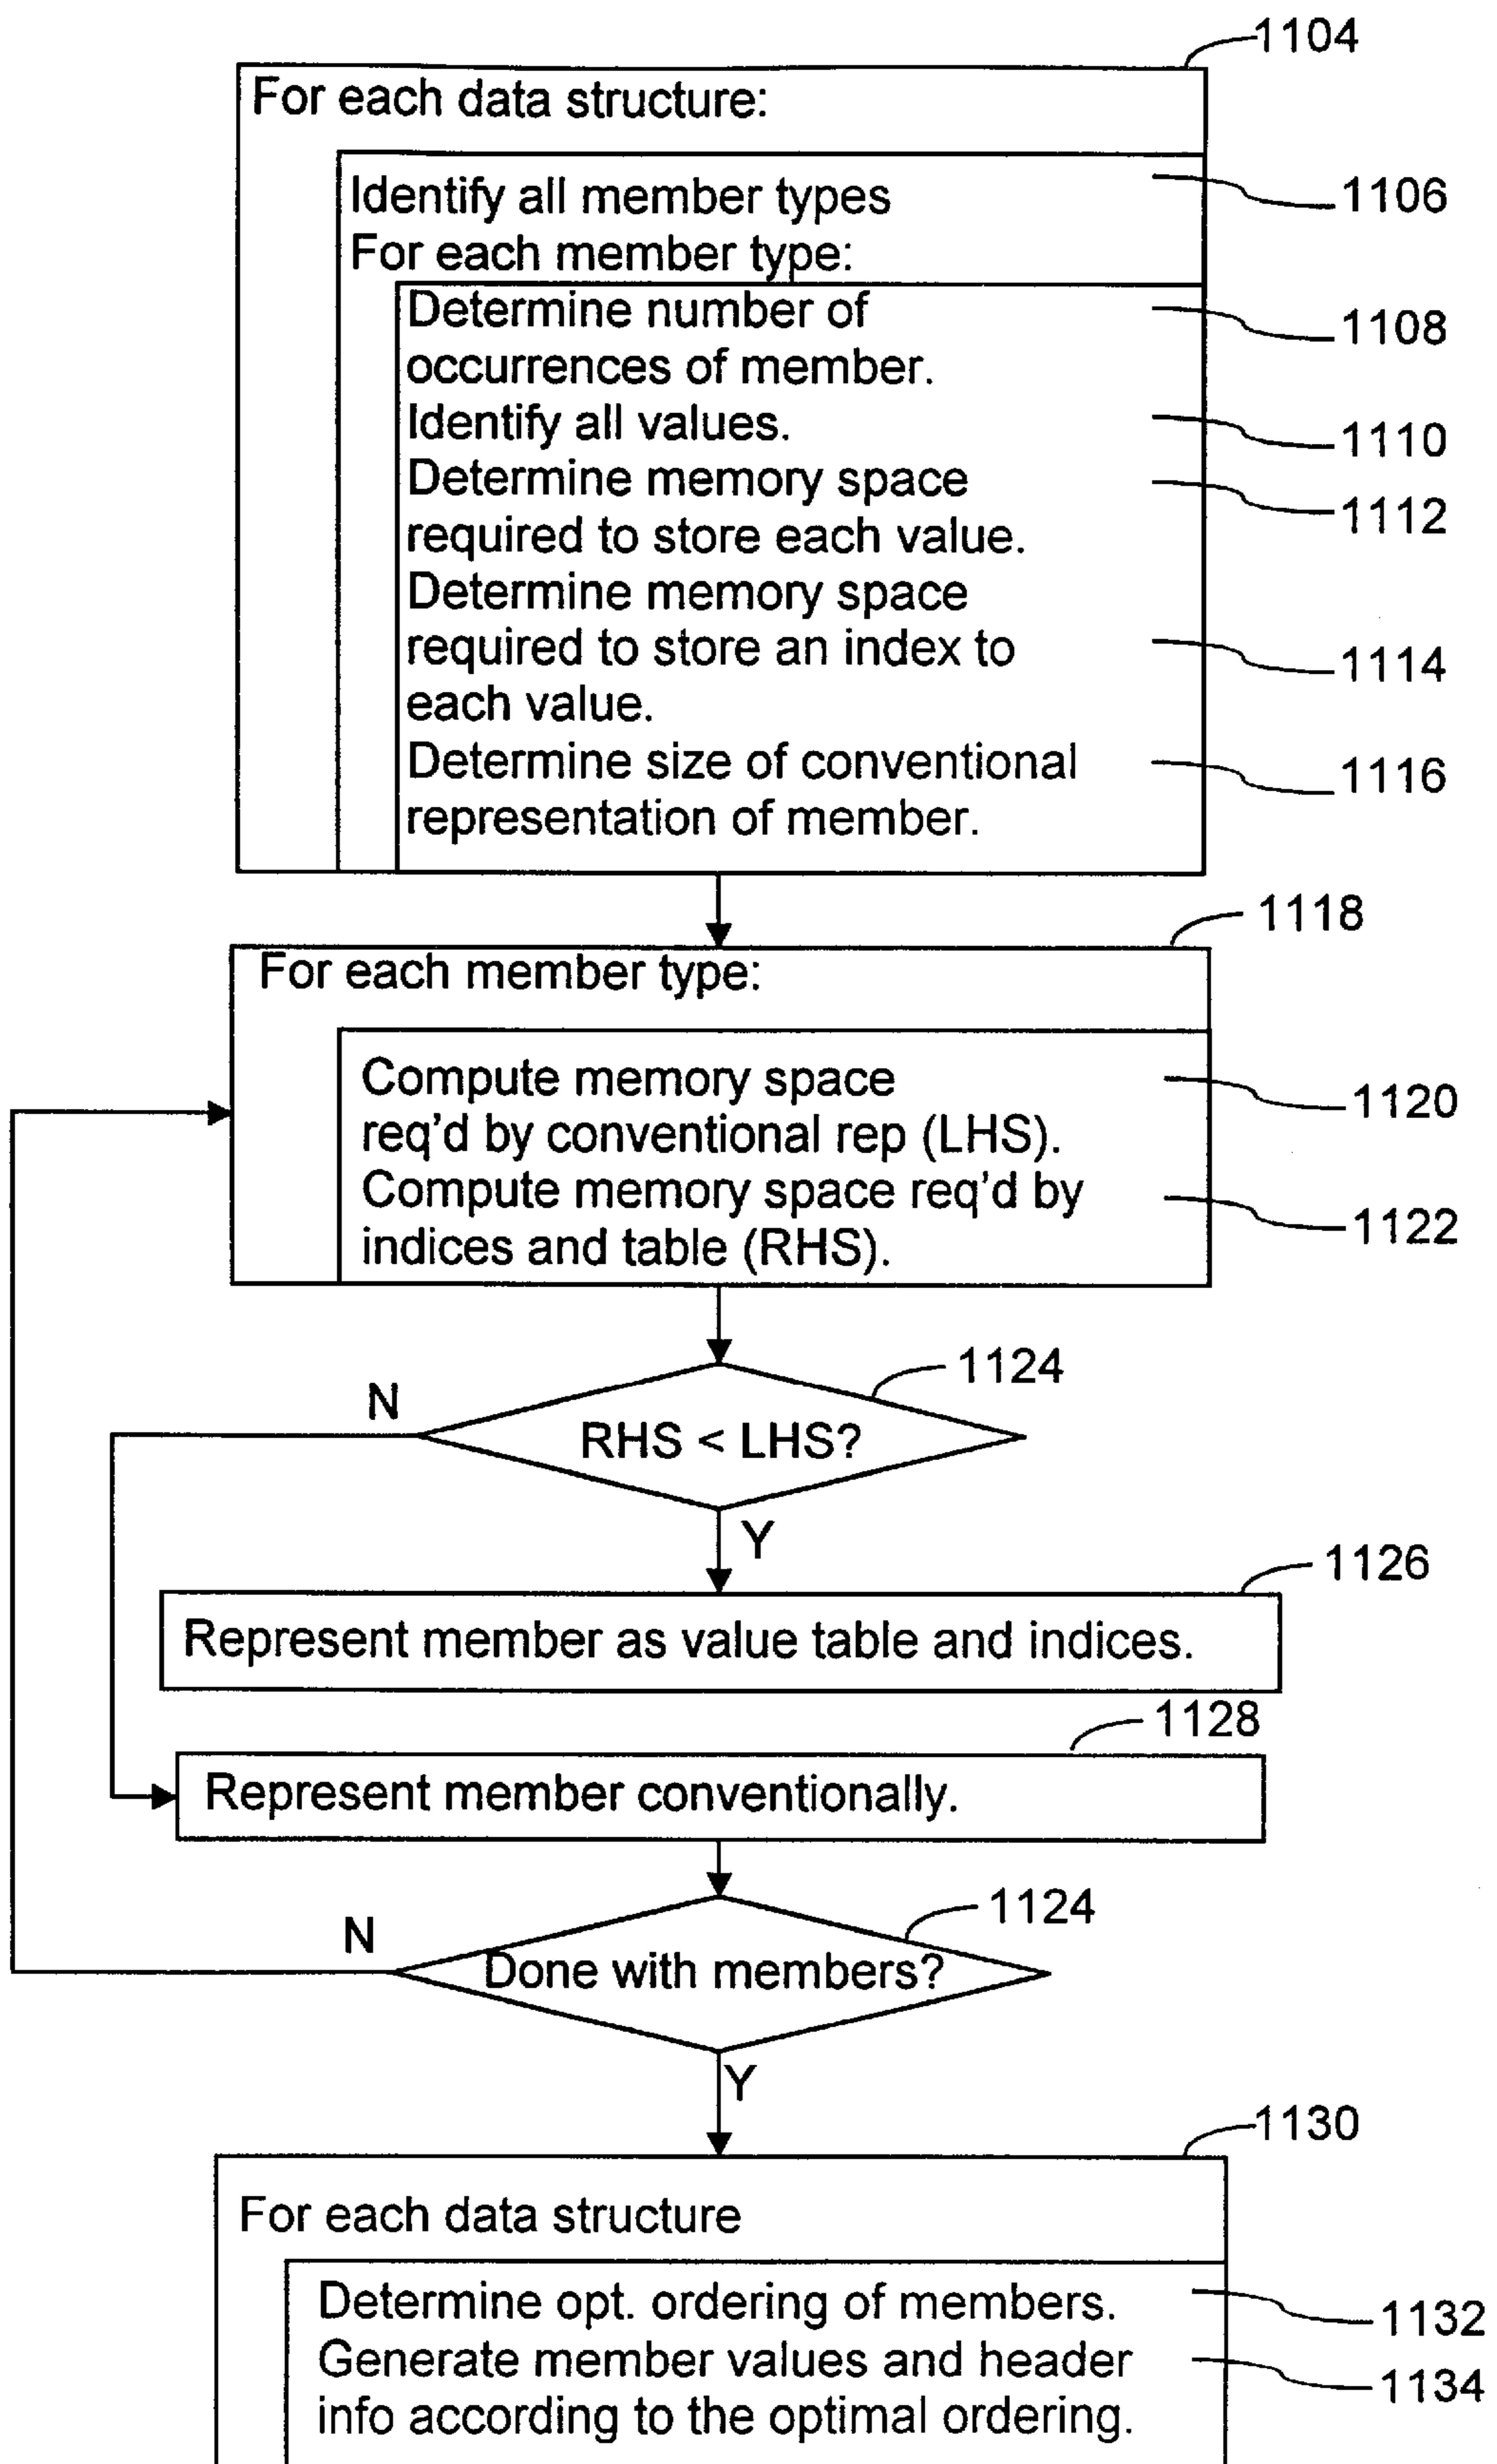 1104
For each data structure:
Identify all member types
1106
For each member type:
Determine number of
1108
occurrences of member.
Identify all values.
1110
Determine memory space
1112
required to store each value.
Determine memory space
required to store an index to
1114
each value.
Determine size of conventional
1116
representation of member.
1118
For each member type:
Compute memory space
1120
req'd by conventional rep (LHS).
Compute memory space req'd by
1122
indices and table (RHS).
1124
N
RHS < LHS?
Y
1126
Represent member as value table and indices.
1128
Represent member conventionally.
1124
N
Done with members?
Y
1130
For each data structure
Determine opt. ordering of members.
1132
Generate member values and header
1134
info according to the optimal ordering.